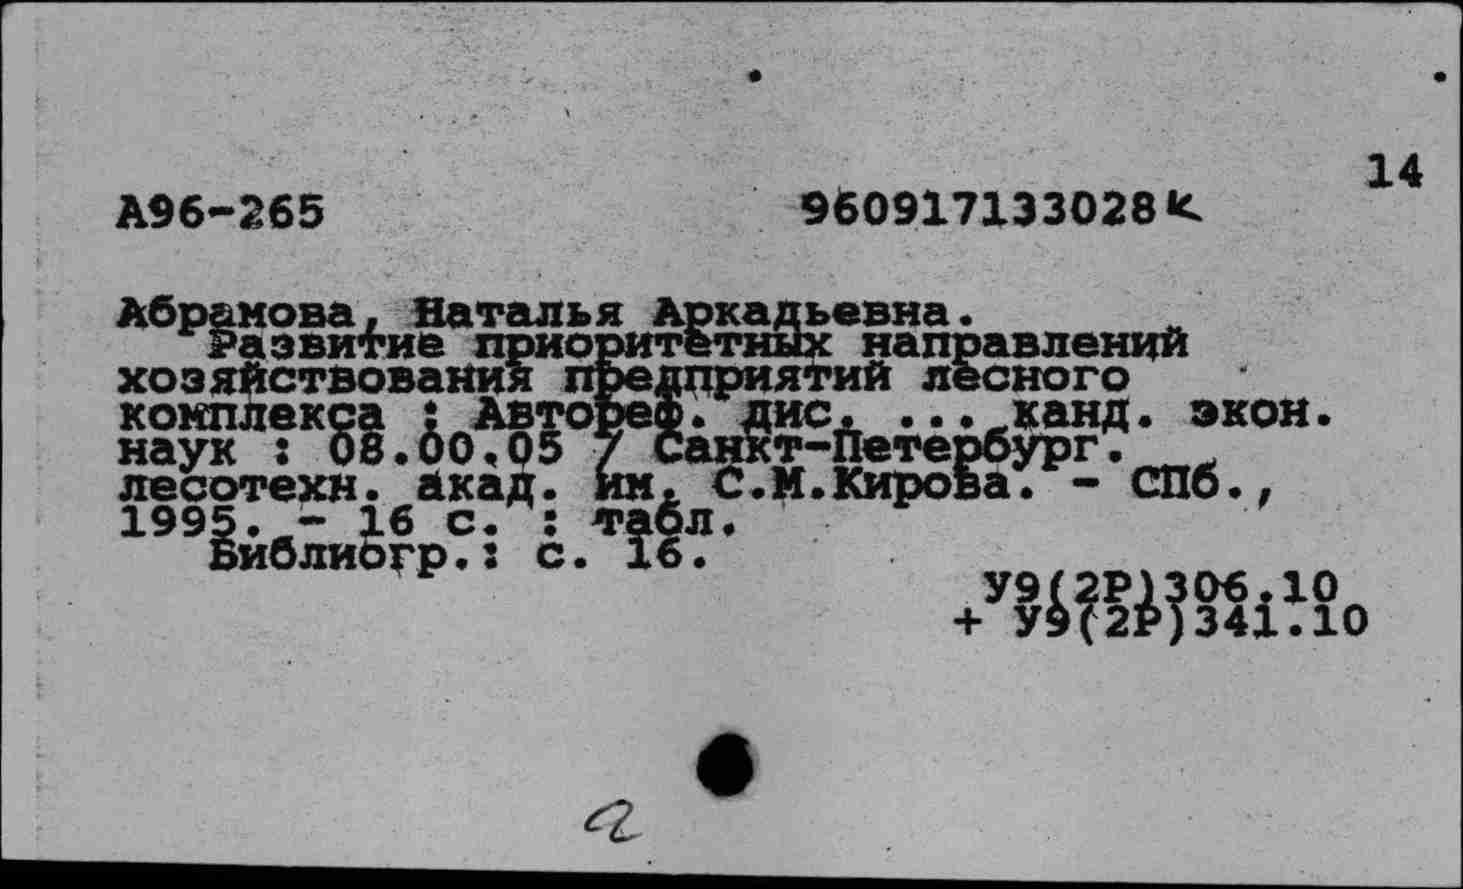 14
А96-265 960917133028к
Абрамова, Наталья Аркадьевна.
Развитие приоритетных направлений
хозяйствования предприятий лесного
комплекса : Автореф. дис. ... канд. экон.
наук : 08.00.05 / Санкт-Петербург.
лесотехн. акад. им. С.М.Кирова. - СПб.,
1995. - 16 с. : табл.
Библиогр.: с. 16.
У9(2Р)306.10
+ У9(2Р)341.10